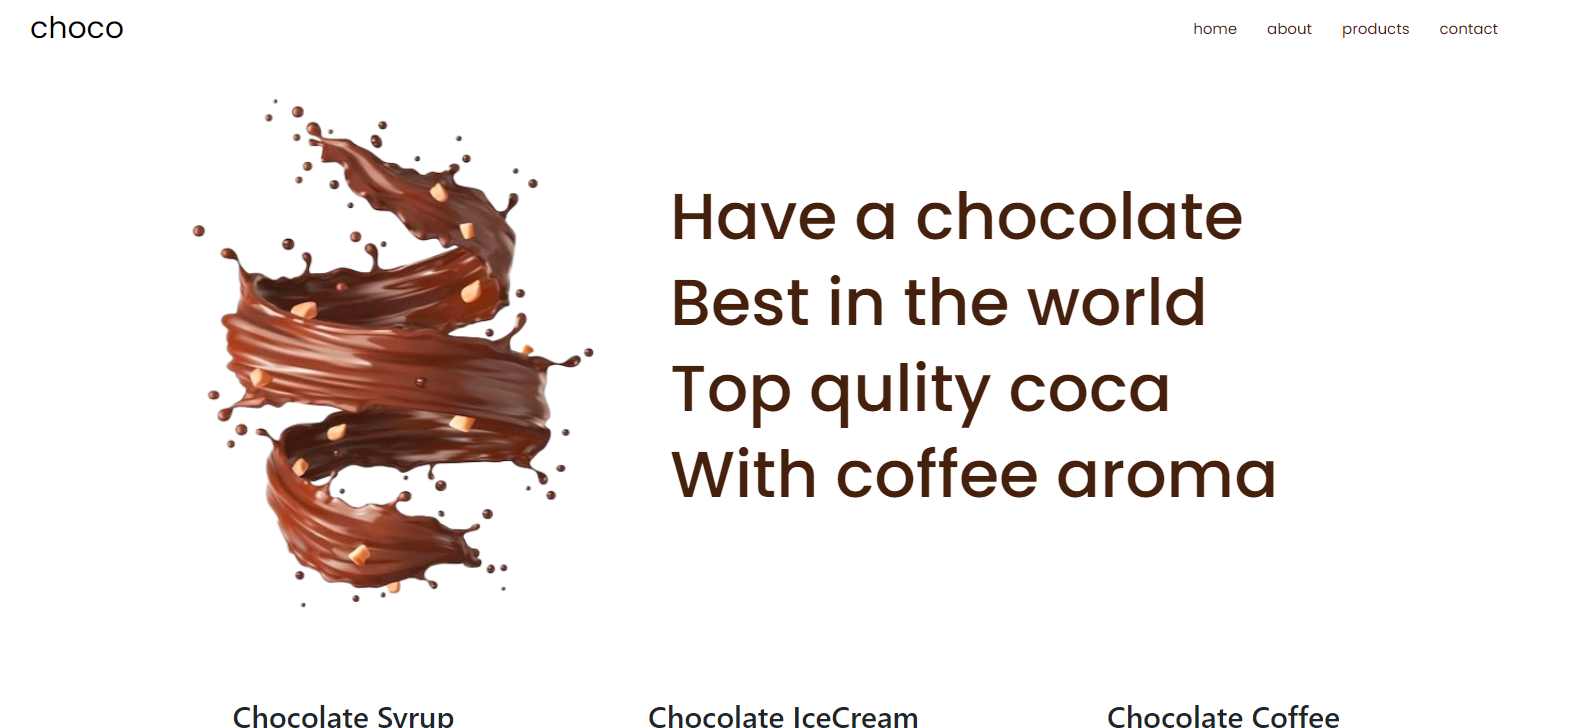 choco
home about products contact
Have a chocolate
Best in the world
Top qulity coca
With coffee aroma
Chocolate Syrup Chocolate IceCream Chocolate Coffee